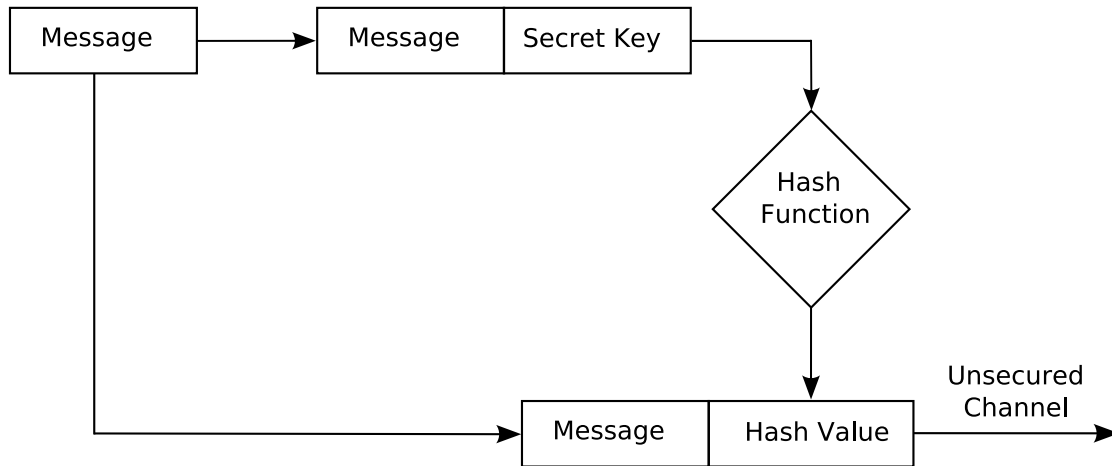 Message
Message
Secret Key
Hash
Function
Unsecured
Channel
Message
Hash Value